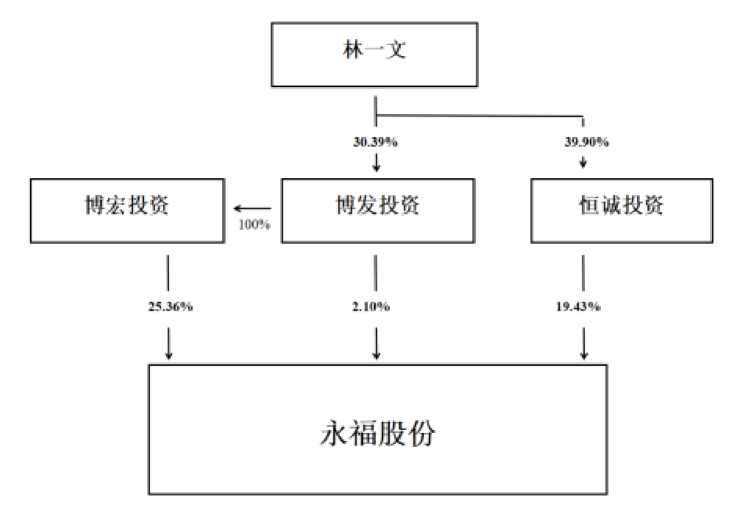 林一文
30.39%
39.90%
博宏投资
博发投资
恒诚投资
100%
25.36%
2.10%
19.43%
永福股份